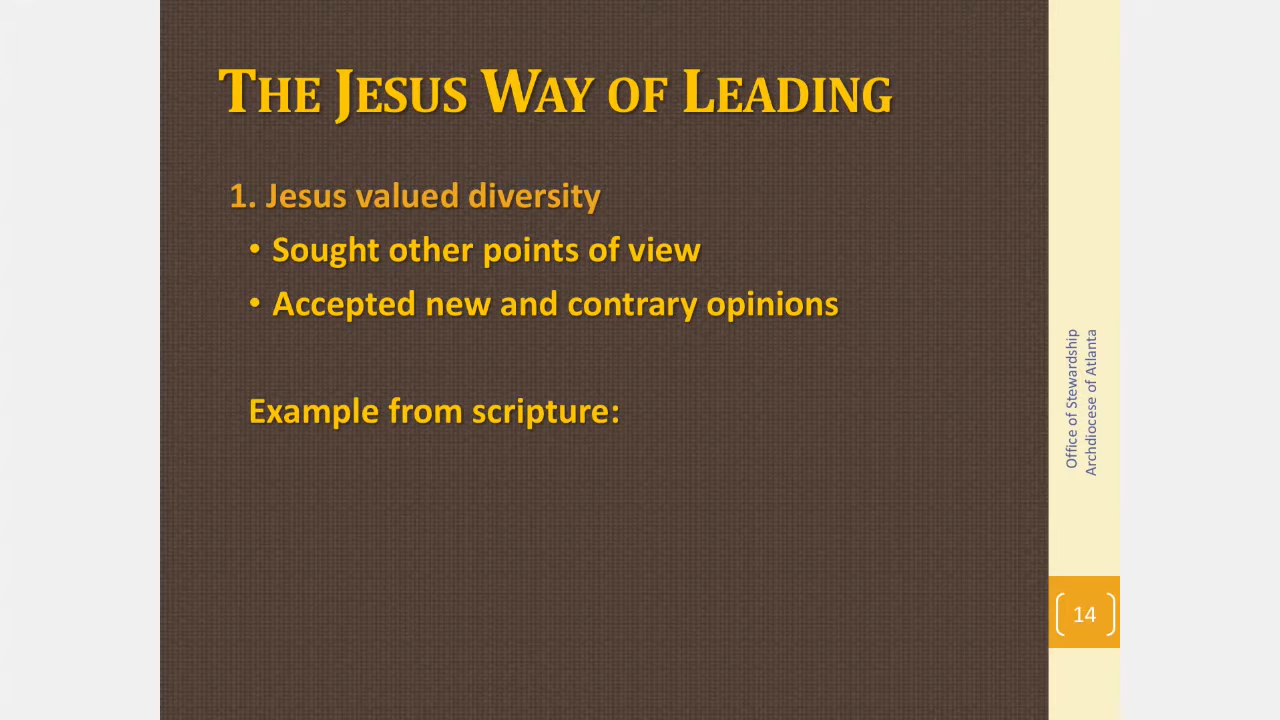 THE JESUS WAY OF LEADING
1. Jesus valued diversity
• Sought other points of view
• Accepted new and contrary opinions
Example from scripture:
Office of Stewardship
Archdiocese of Atlanta
14